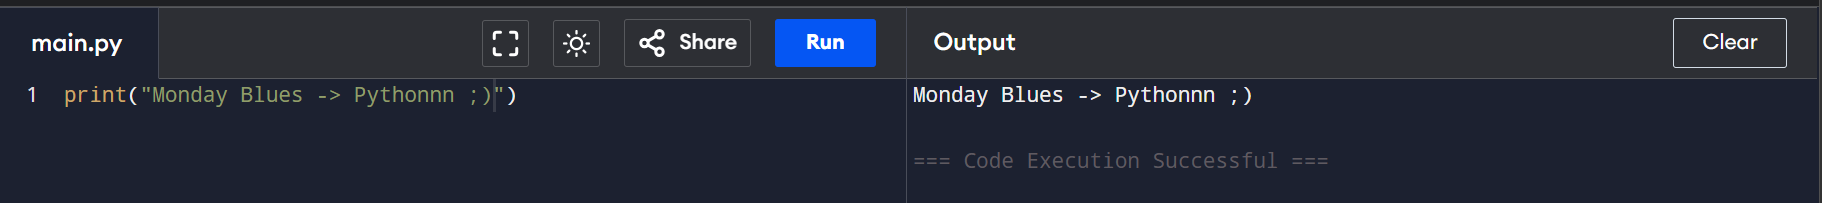 main.py Share Run Output Clear
1 print("Monday Blues -> Pythonnn ;)")
Monday Blues -> Pythonnn ;)
=== Code Execution Successful ===